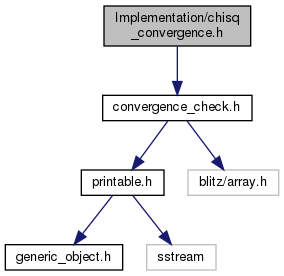 Implementation/chisq
_convergence.h
convergence_check.h
printable.h
blitz/array.h
generic_object.h
sstream